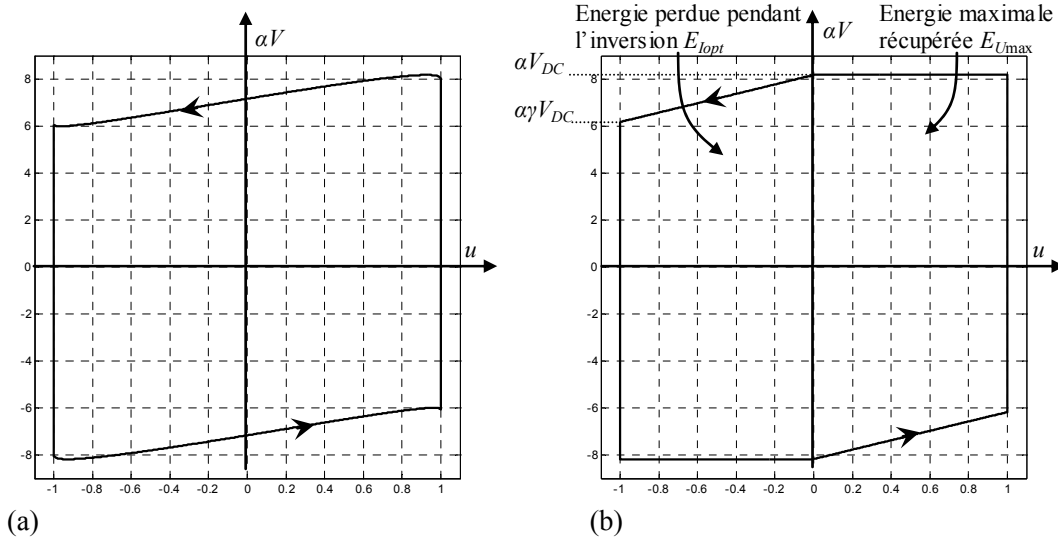 αV
8
6
4
2
0
-2
-4
-6
-8
-1 -0.8 -0.6 -0.4 -0.2 0 0.2 0.4 0.6 0.8 1
u
(a)
Energie perdue pendant
l'inversion E_Iopt
αV
Energie maximale
récupérée E_Umax
αV_DC
αγV_DC
8
6
4
2
0
-2
-4
-6
-8
-1 -0.8 -0.6 -0.4 -0.2 0 0.2 0.4 0.6 0.8 1
u
(b)